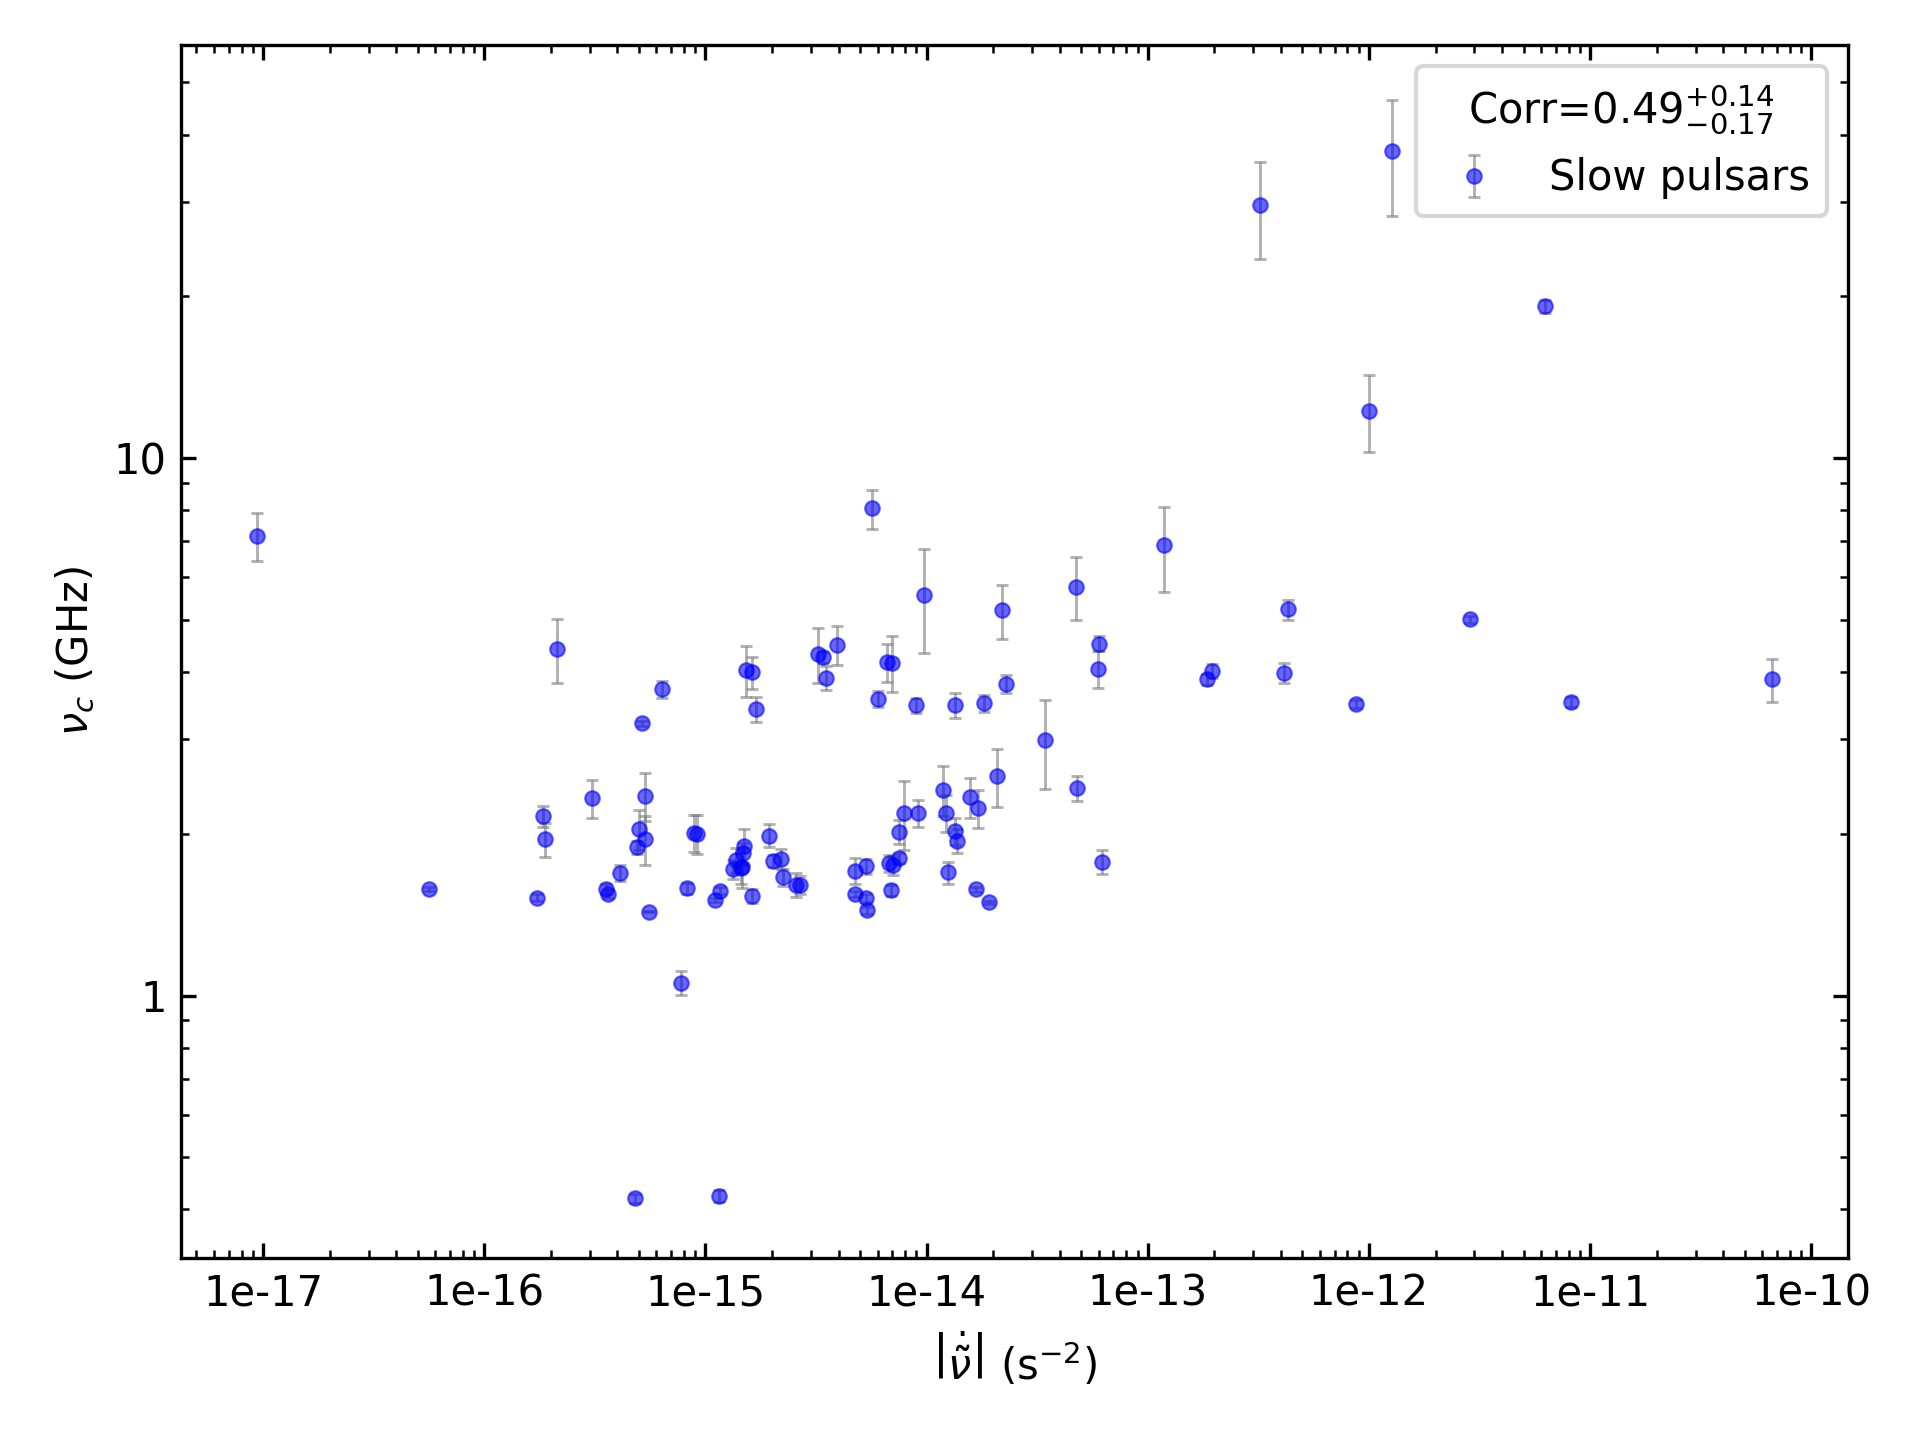 Corr=0.49^{+0.14}_{-0.17}
Slow pulsars
10
1
ν_c (GHz)
1e-17 1e-16 1e-15 1e-14 1e-13 1e-12 1e-11 1e-10
|ν̃̇| (s^{−2})